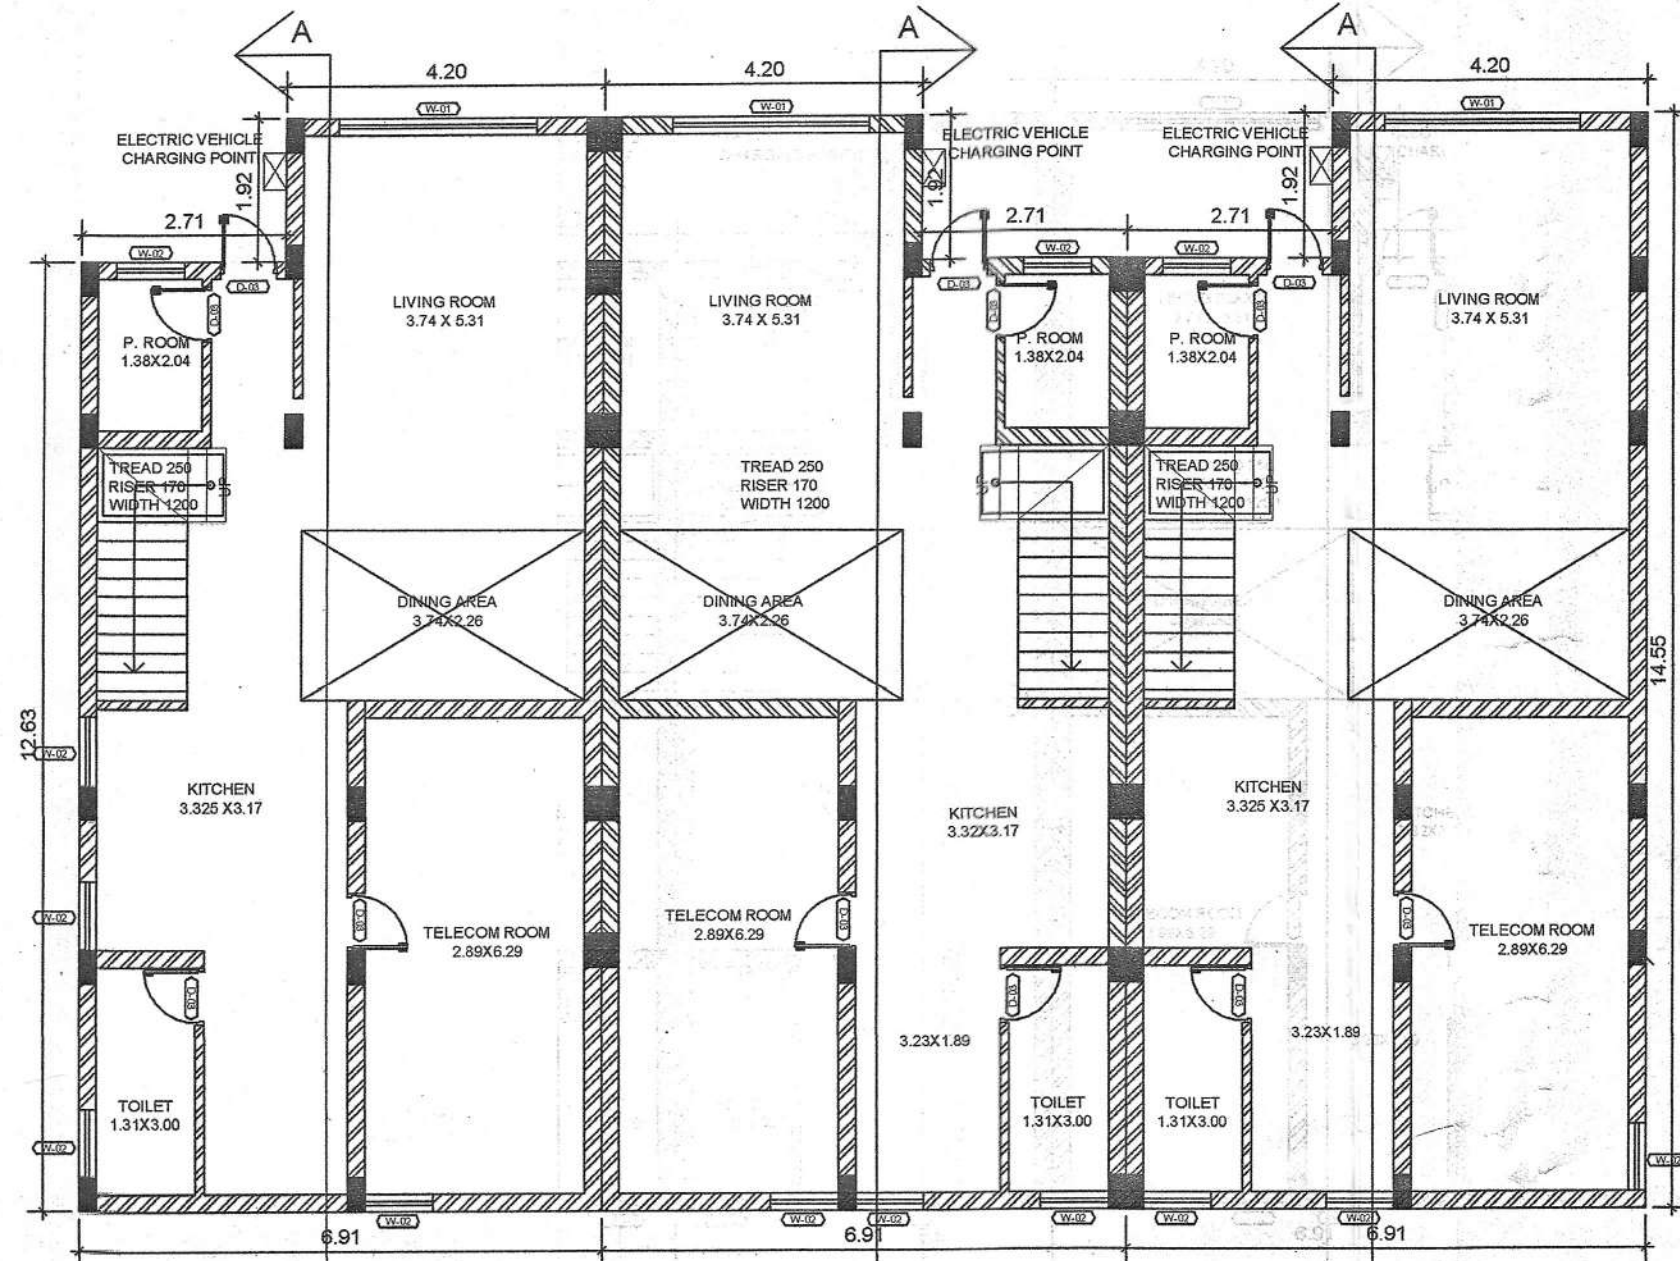 A
A
A
4.20
4.20
4.20
W-01
W-01
W-01
ELECTRIC VEHICLE
CHARGING POINT
ELECTRIC VEHICLE
CHARGING POINT
ELECTRIC VEHICLE
CHARGING POINT
1.92
1.92
1.92
2.71
2.71
2.71
W-02
W-02
W-02
D-03
D-03
D-03
D-03
D-03
D-03
LIVING ROOM
3.74 X 5.31
LIVING ROOM
3.74 X 5.31
LIVING ROOM
3.74 X 5.31
P. ROOM
1.38X2.04
P. ROOM
1.38X2.04
P. ROOM
1.38X2.04
TREAD 250
RISER 170
WIDTH 1200
UP
TREAD 250
RISER 170
WIDTH 1200
UP
TREAD 250
RISER 170
WIDTH 1200
UP
DINING AREA
3.74X2.26
DINING AREA
3.74X2.26
DINING AREA
3.74X2.26
12.63
14.55
W-02
KITCHEN
3.325 X3.17
KITCHEN
3.32X3.17
KITCHEN
3.325 X3.17
W-02
D-03
D-03
D-03
TELECOM ROOM
2.89X6.29
TELECOM ROOM
2.89X6.29
TELECOM ROOM
2.89X6.29
D-03
D-03
D-03
3.23X1.89
3.23X1.89
TOILET
1.31X3.00
TOILET
1.31X3.00
TOILET
1.31X3.00
W-02
W-02
W-02
W-02
W-02
W-02
W-02
W-02
6.91
6.91
6.91